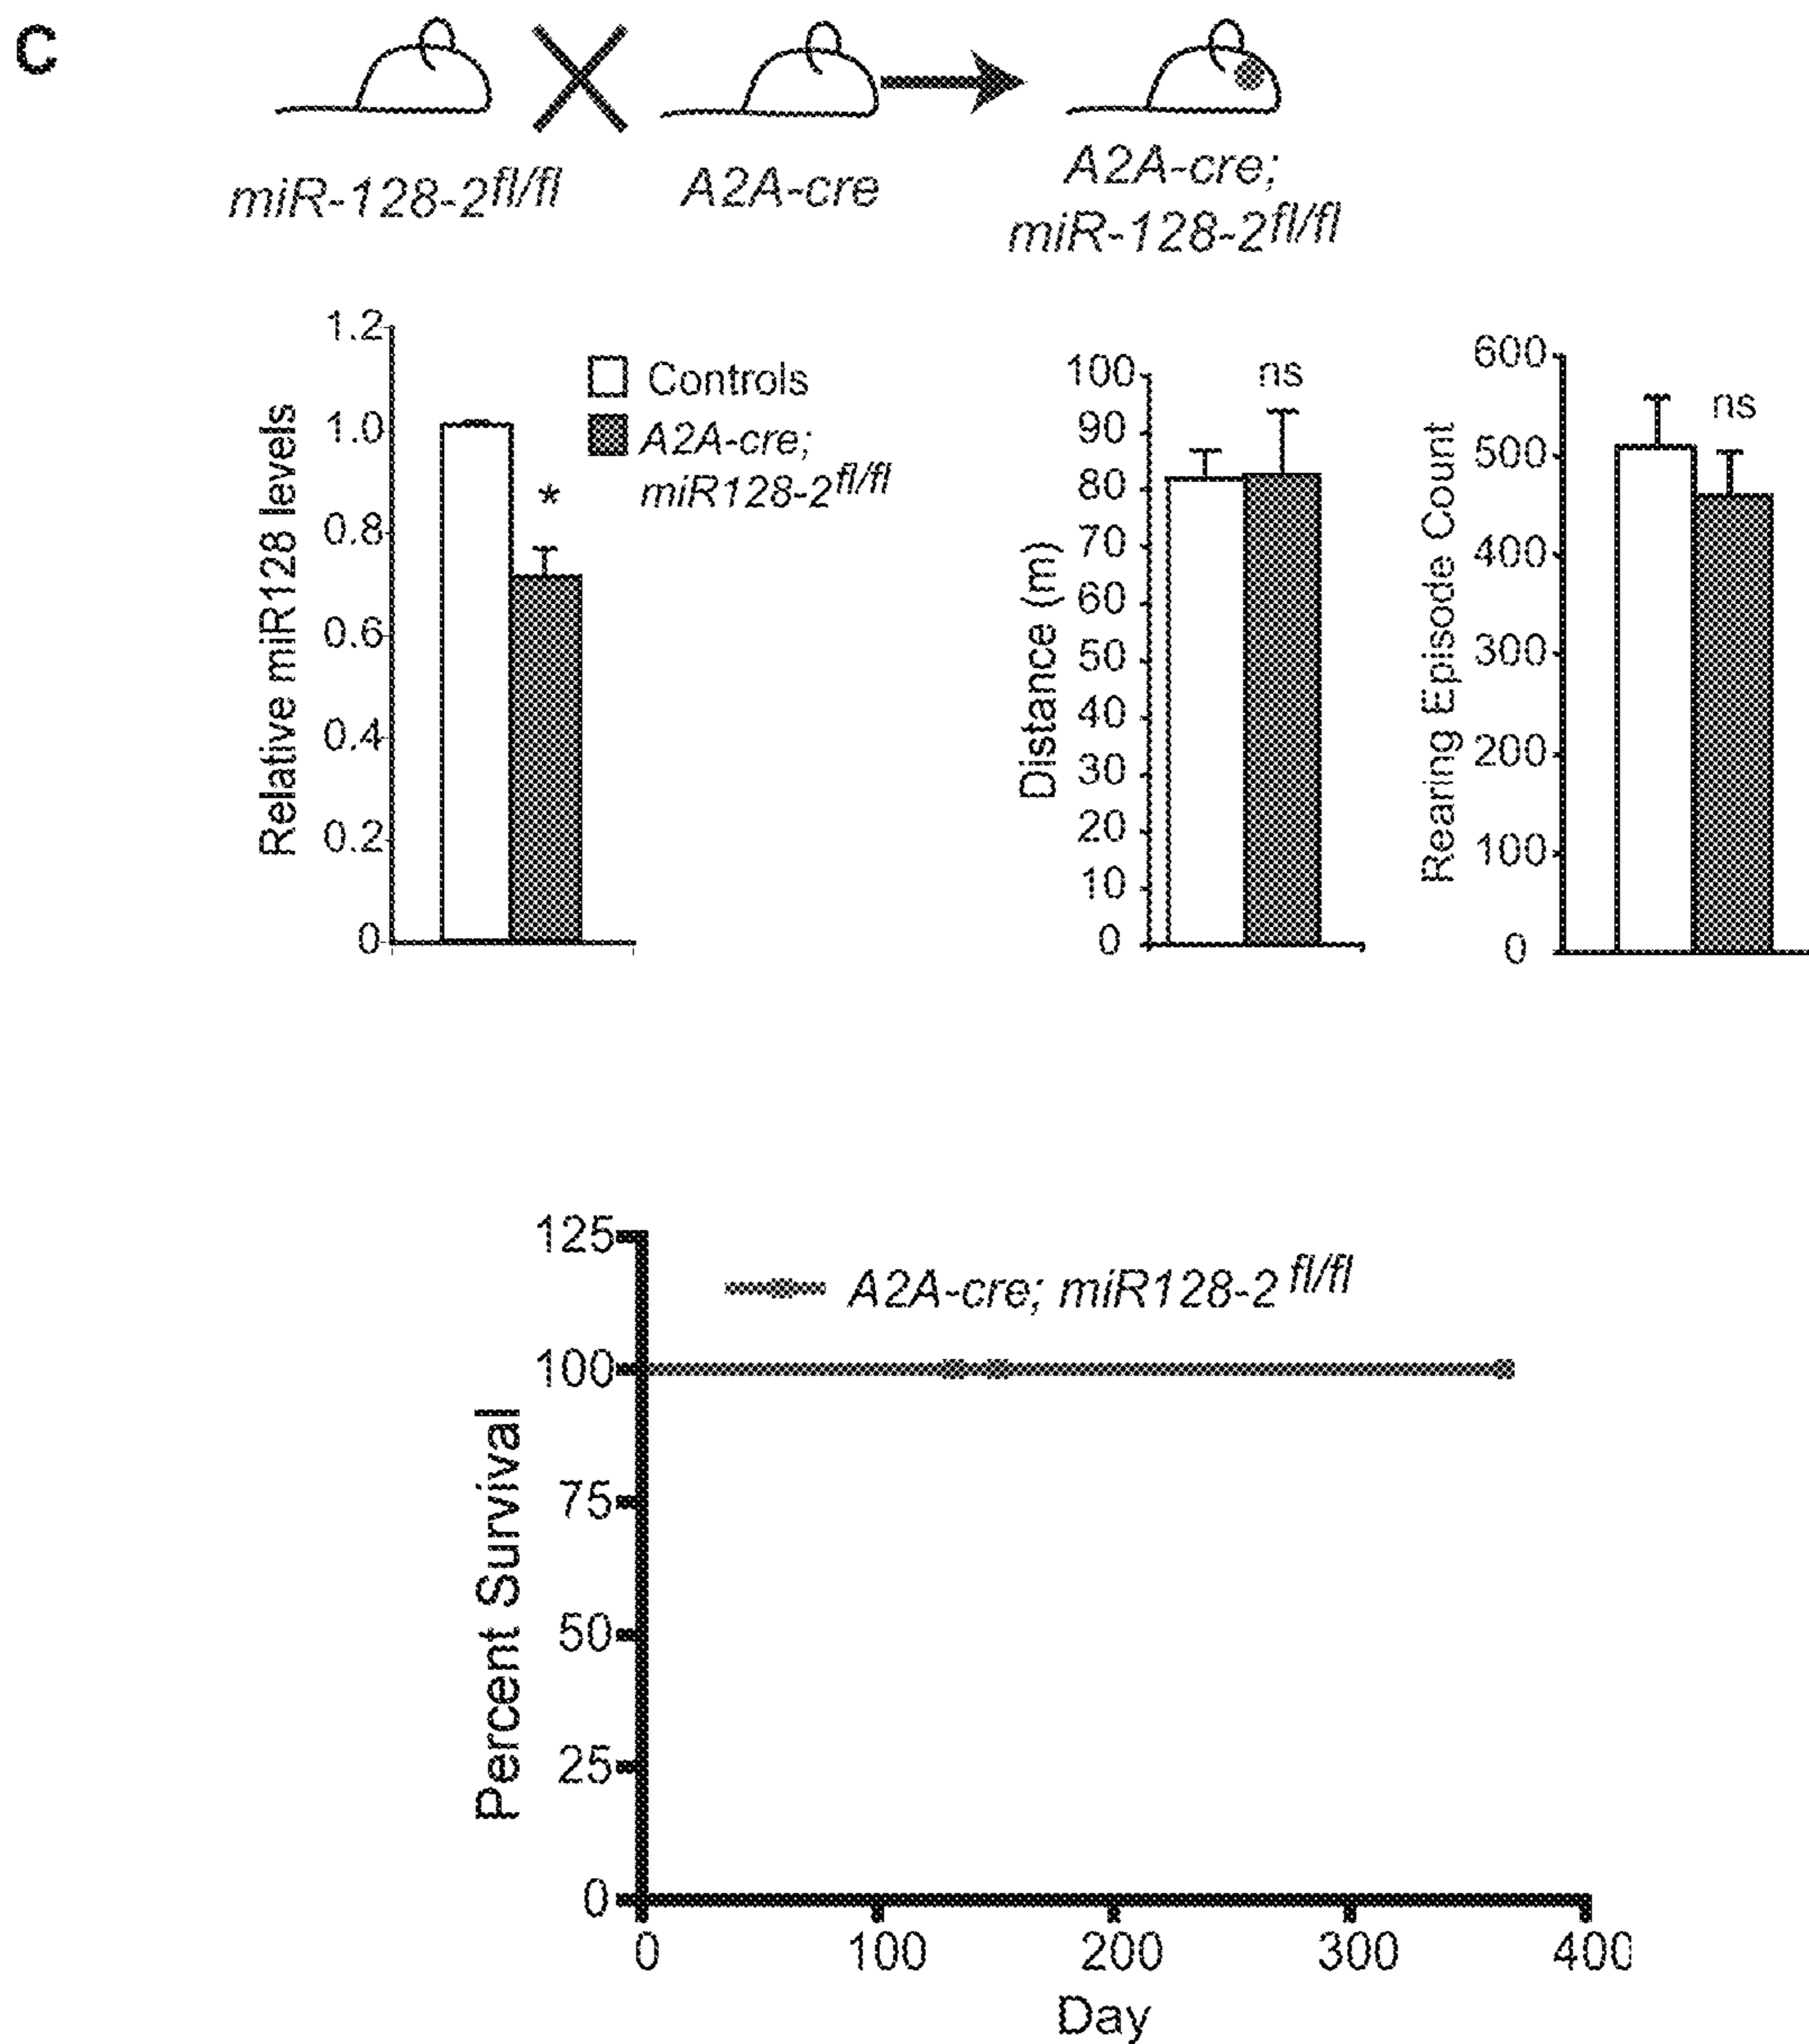 C
miR-128-2fl/fl
A2A-cre
A2A-cre;
miR-128-2fl/fl
Relative miR128 levels
1.2
1.0
0.8
0.6
0.4
0.2
0
Controls
A2A-cre;
miR128-2fl/fl
*
Distance (m)
100
90
80
70
60
50
40
30
20
10
0
ns
Rearing Episode Count
600
500
400
300
200
100
0
ns
Percent Survival
125
100
75
50
25
0
A2A-cre; miR128-2 fl/fl
0 100 200 300 400
Day